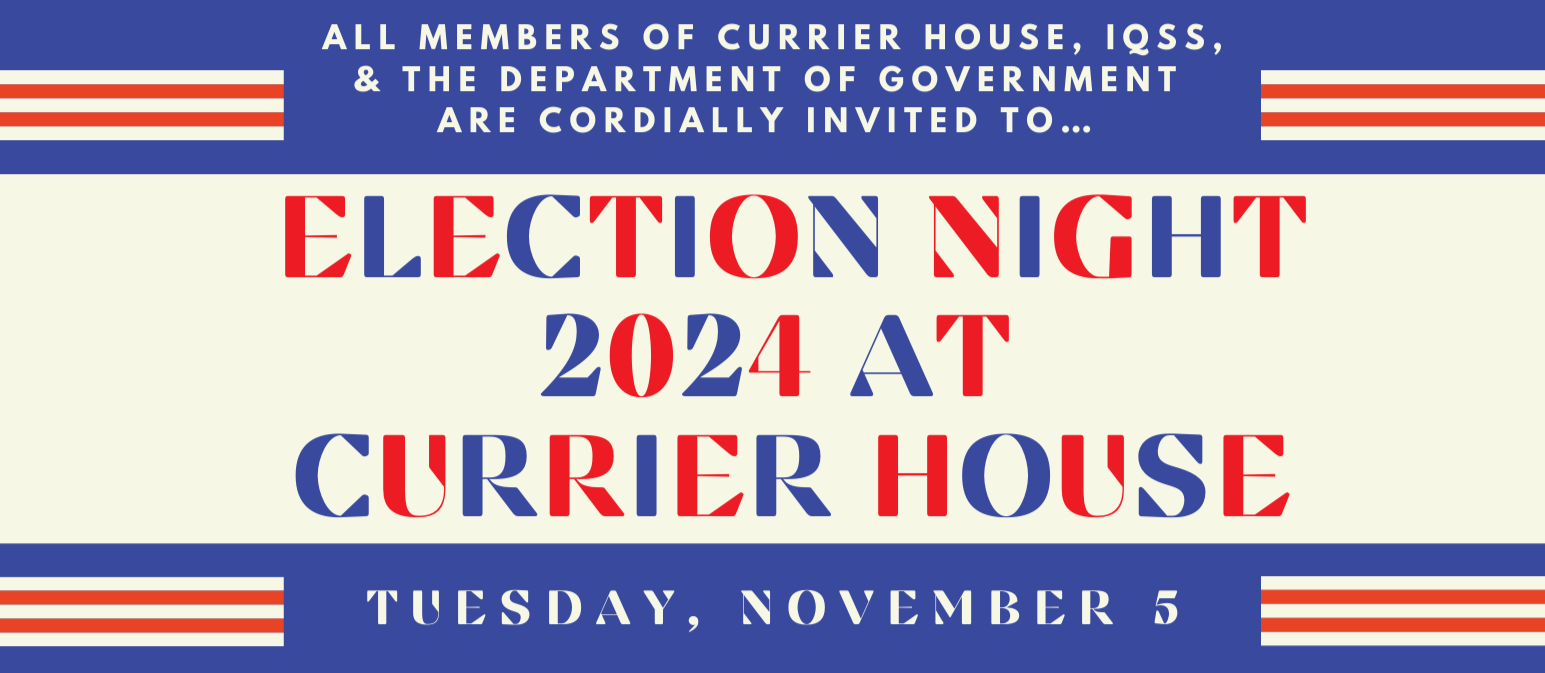 ALL MEMBERS OF CURRIER HOUSE, IQSS,
& THE DEPARTMENT OF GOVERNMENT
ARE CORDIALLY INVITED TO...
ELECTION NIGHT
2024 AT
CURRIER HOUSE
TUESDAY, NOVEMBER 5